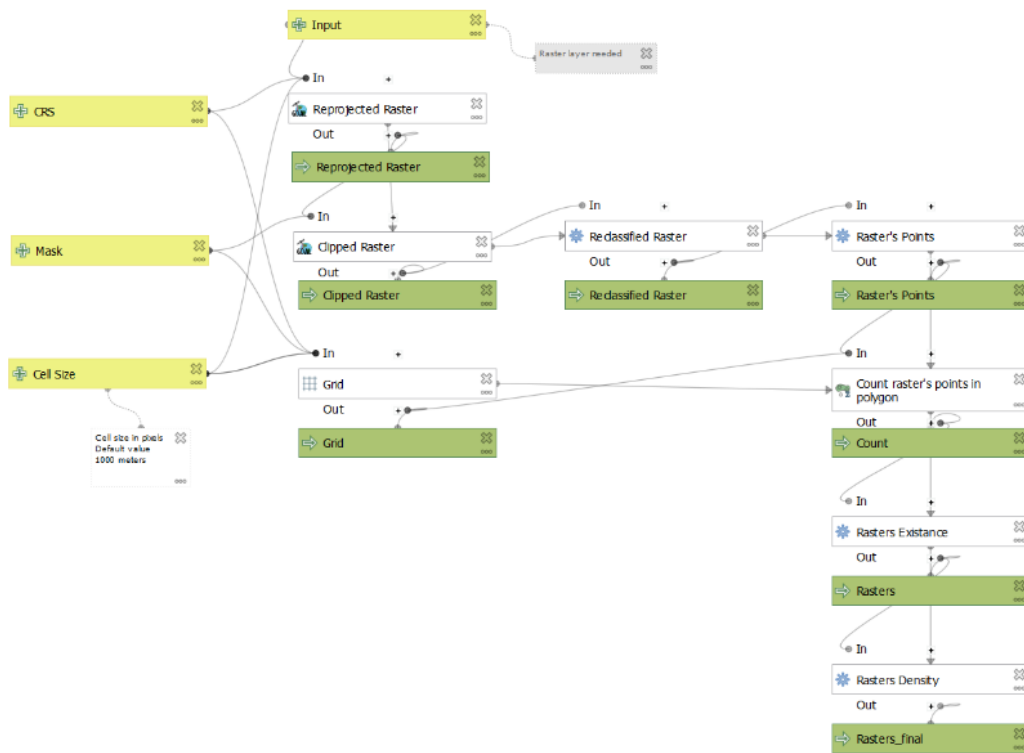 Input
Raster layer needed
In
CRS
Reprojected Raster
Out
Reprojected Raster
In
In
In
Mask
Clipped Raster
Reclassified Raster
Raster's Points
Out
Out
Out
Clipped Raster
Reclassified Raster
Raster's Points
In
In
Cell Size
Grid
Count raster's points in
polygon
Out
Out
Cell size in pixels
Default value
1000 meters
Grid
Count
In
Rasters Existance
Out
Rasters
In
Rasters Density
Out
Rasters_final